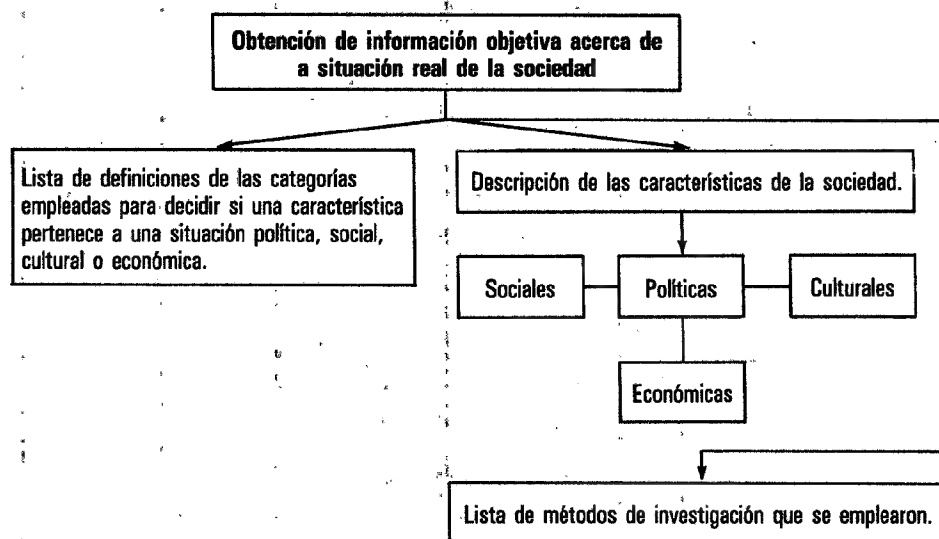 Obtención de información objetiva acerca de
a situación real de la sociedad
Lista de definiciones de las categorías
empleadas para decidir si una característica
pertenece a una situación política, social,
cultural o económica.
Descripción de las características de la sociedad.
Sociales
Políticas
Culturales
Económicas
Lista de métodos de investigación que se emplearon.